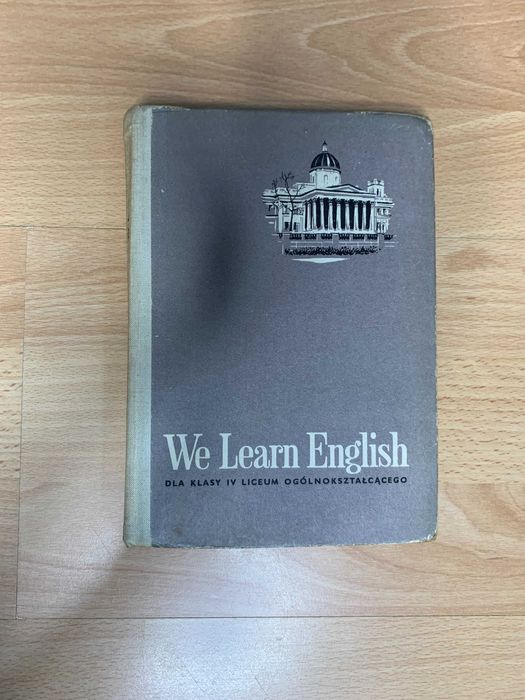 We Learn English
DLA KLASY IV LICEUM OGÓLNOKSZTAŁCĄCEGO